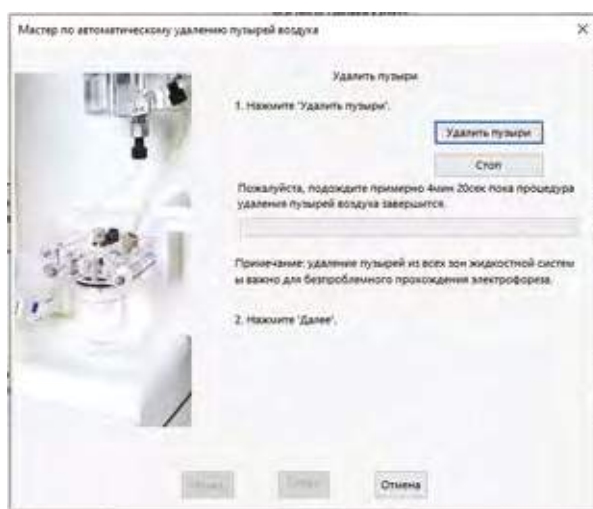 Мастер по автоматическому удалению пузырей воздуха
Удалить пузыри
1. Нажмите 'Удалить пузыри'.
Удалить пузыри
Стоп
Пожалуйста, подождите примерно 4мин 20сек пока процедура
удаления пузырей воздуха завершится.
Примечание: удаление пузырей из всех зон жидкостной систем
ы важно для безпроблемного прохождения электрофореза.
2. Нажмите 'Далее'.
Отмена